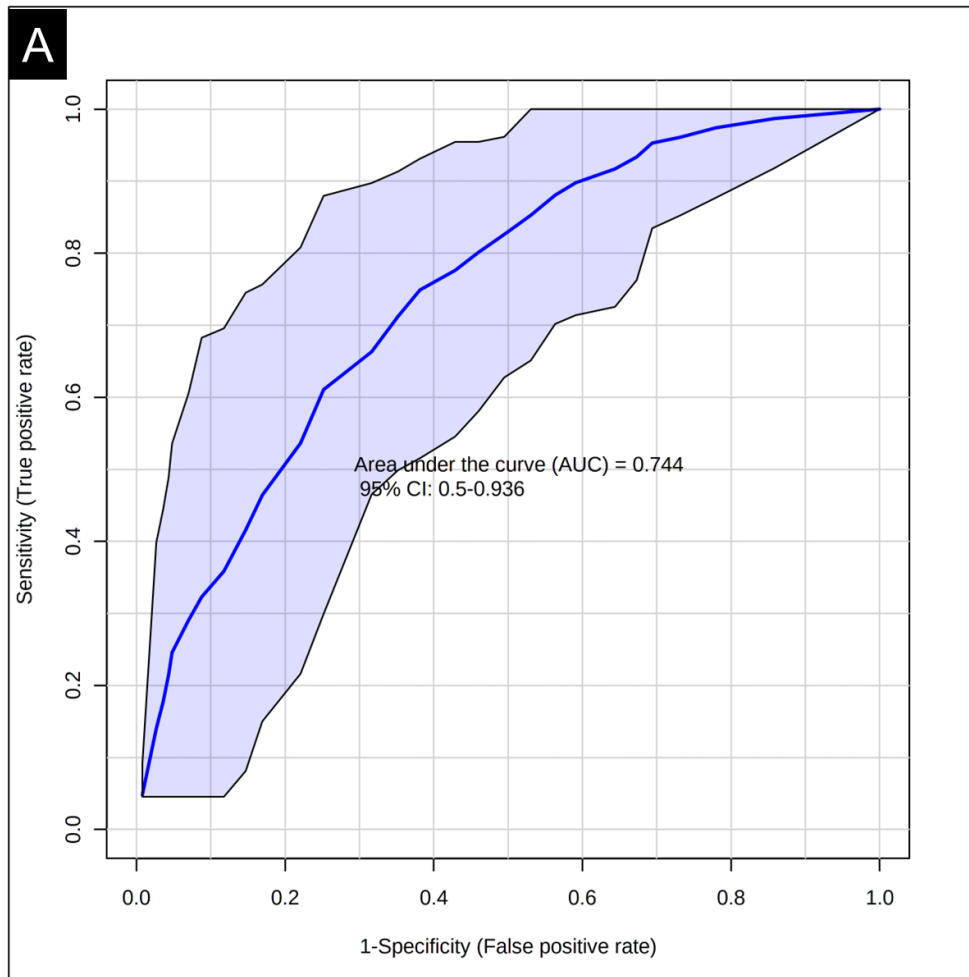 A
Sensitivity (True positive rate)
1.0
0.8
0.6
0.4
0.2
0.0
Area under the curve (AUC) = 0.744
95% CI: 0.5-0.936
0.0 0.2 0.4 0.6 0.8 1.0
1-Specificity (False positive rate)